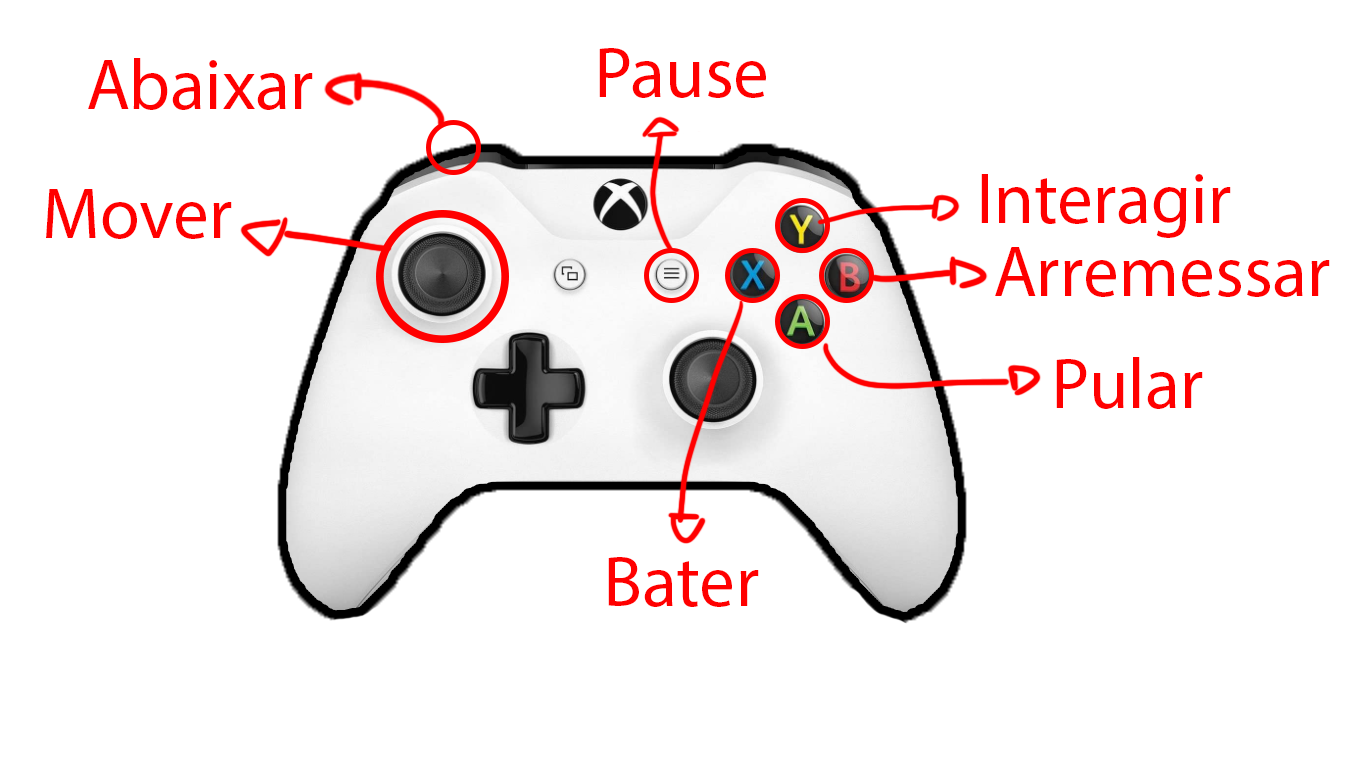 Abaixar
Pause
Mover
Interagir
Y
X
B
Arremessar
A
Pular
Bater